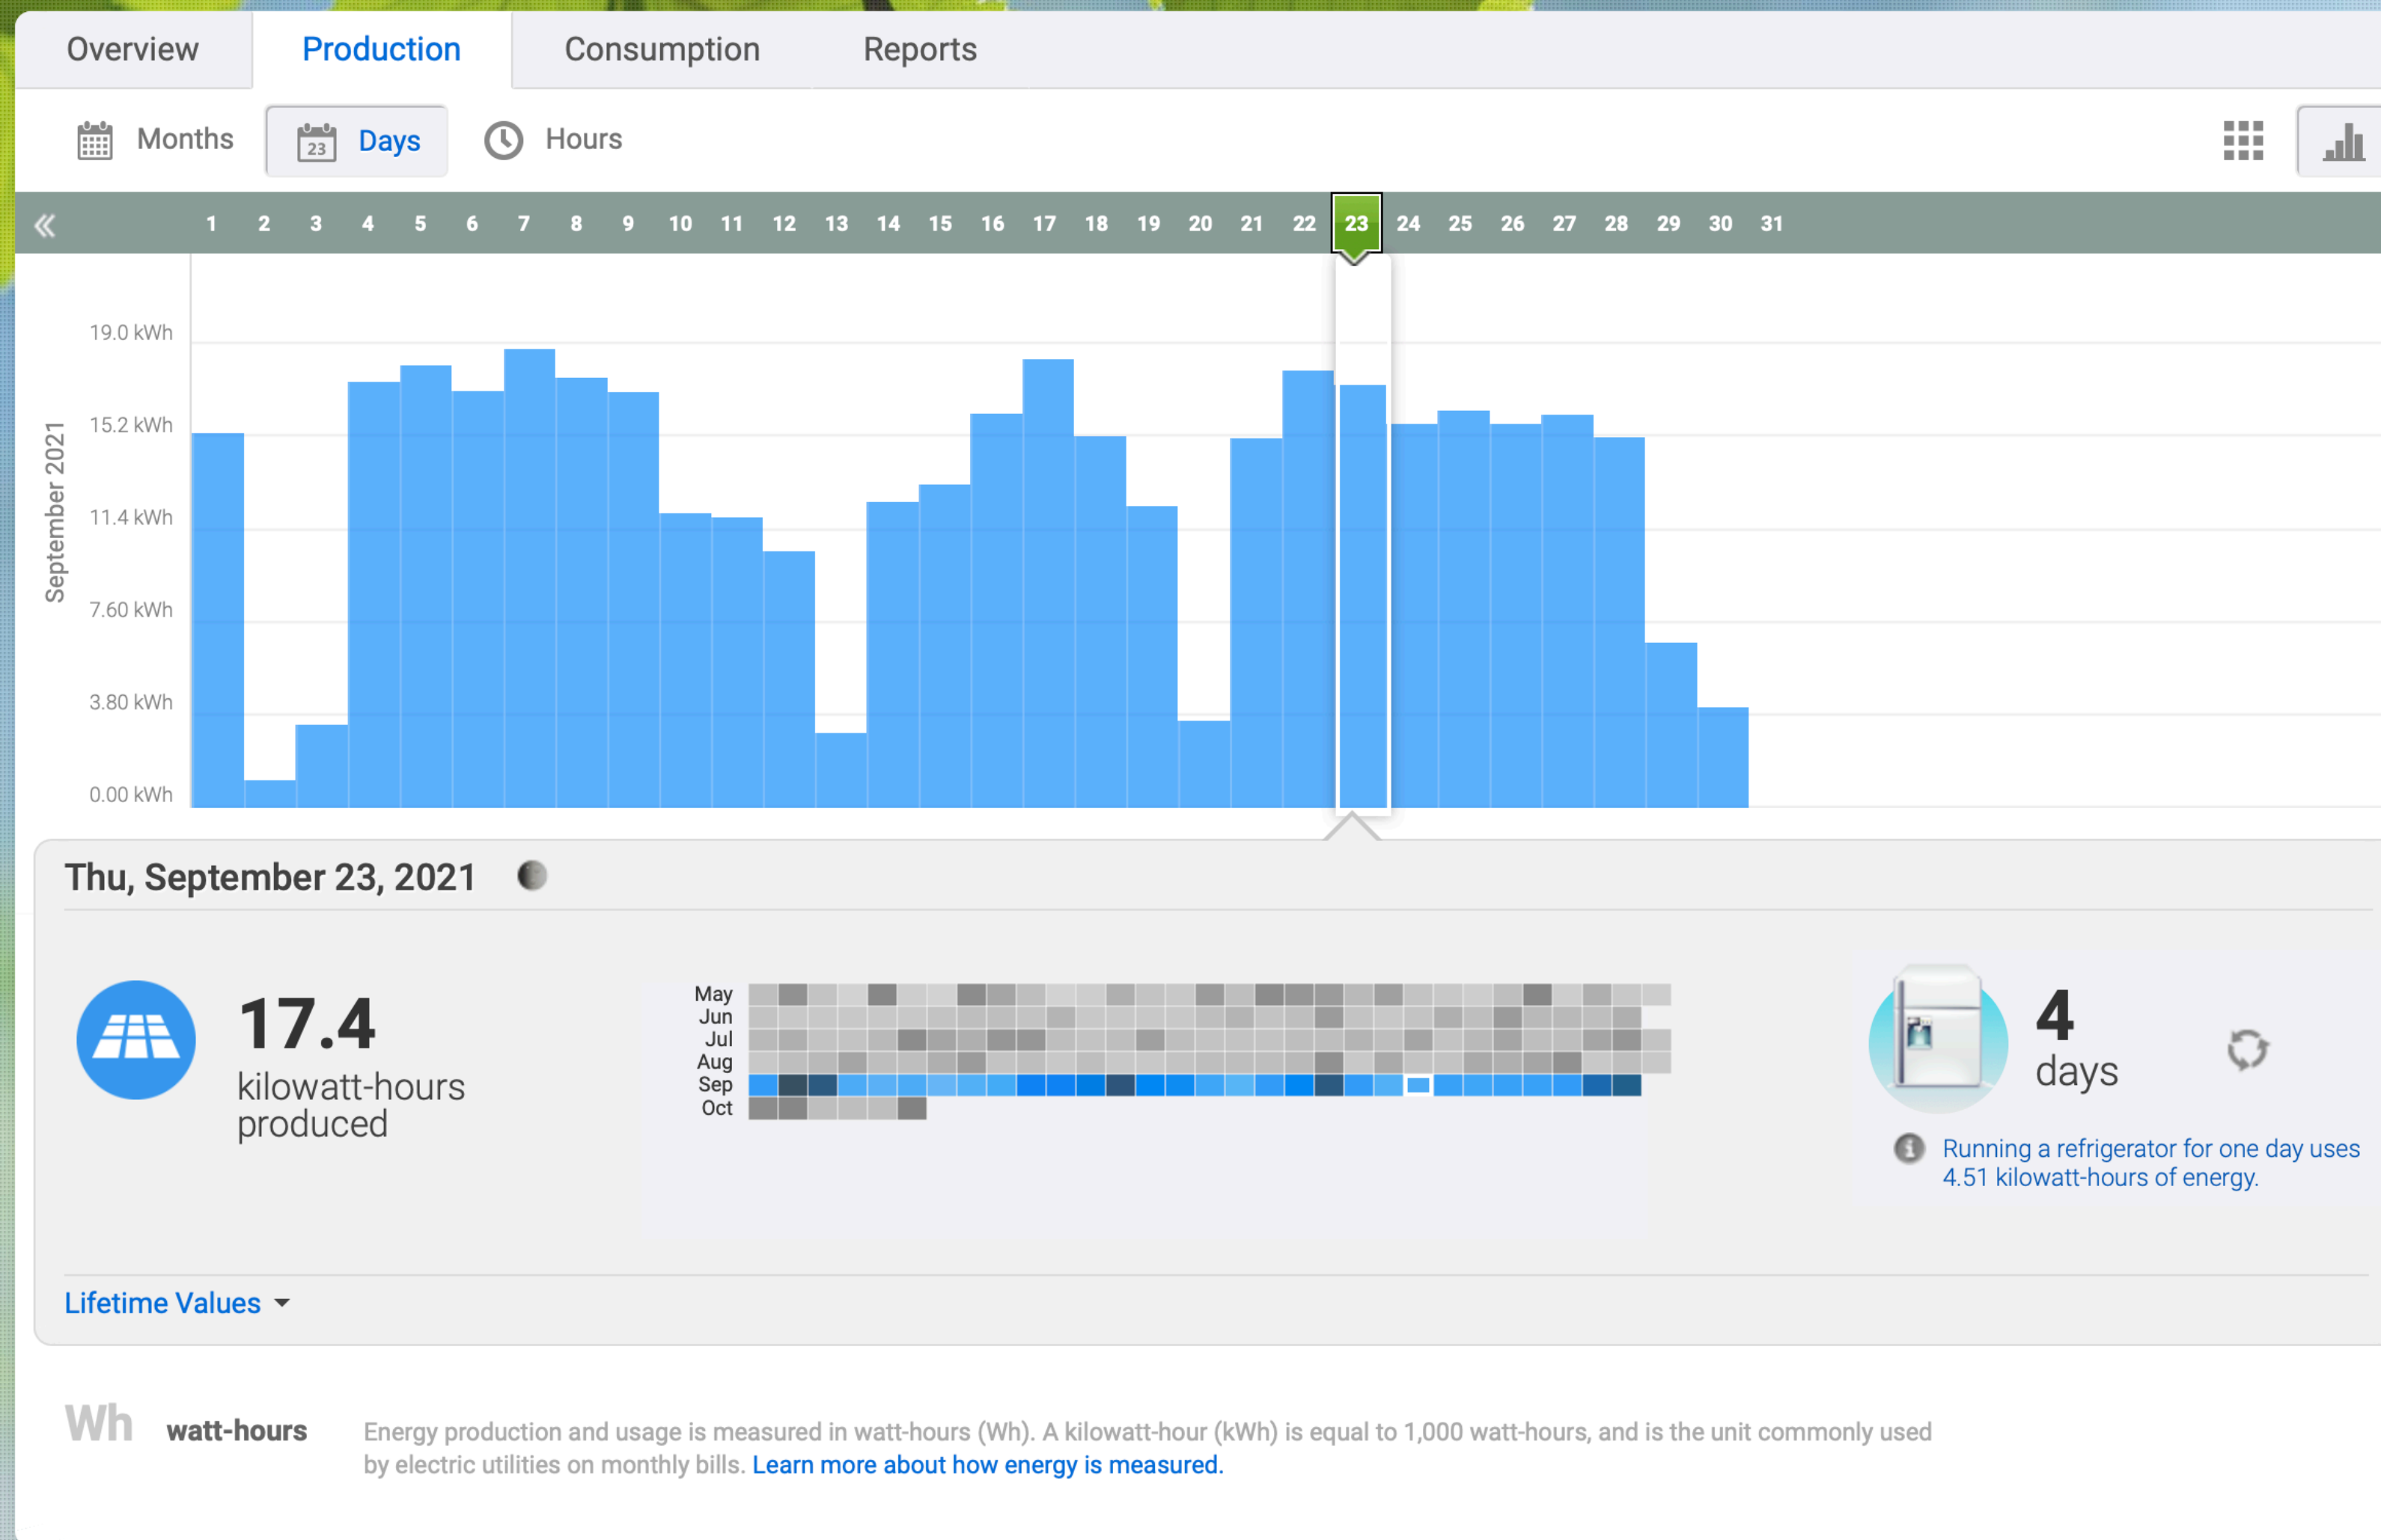 Overview Production Consumption Reports
Months 23 Days Hours
1 2 3 4 5 6 7 8 9 10 11 12 13 14 15 16 17 18 19 20 21 22 23 24 25 26 27 28 29 30 31
19.0 kWh
15.2 kWh
11.4 kWh
7.60 kWh
3.80 kWh
0.00 kWh
September 2021
Thu, September 23, 2021
17.4
kilowatt-hours
produced
May
Jun
Jul
Aug
Sep
Oct
4
days
Running a refrigerator for one day uses
4.51 kilowatt-hours of energy.
Lifetime Values
Wh watt-hours
Energy production and usage is measured in watt-hours (Wh). A kilowatt-hour (kWh) is equal to 1,000 watt-hours, and is the unit commonly used
by electric utilities on monthly bills. Learn more about how energy is measured.